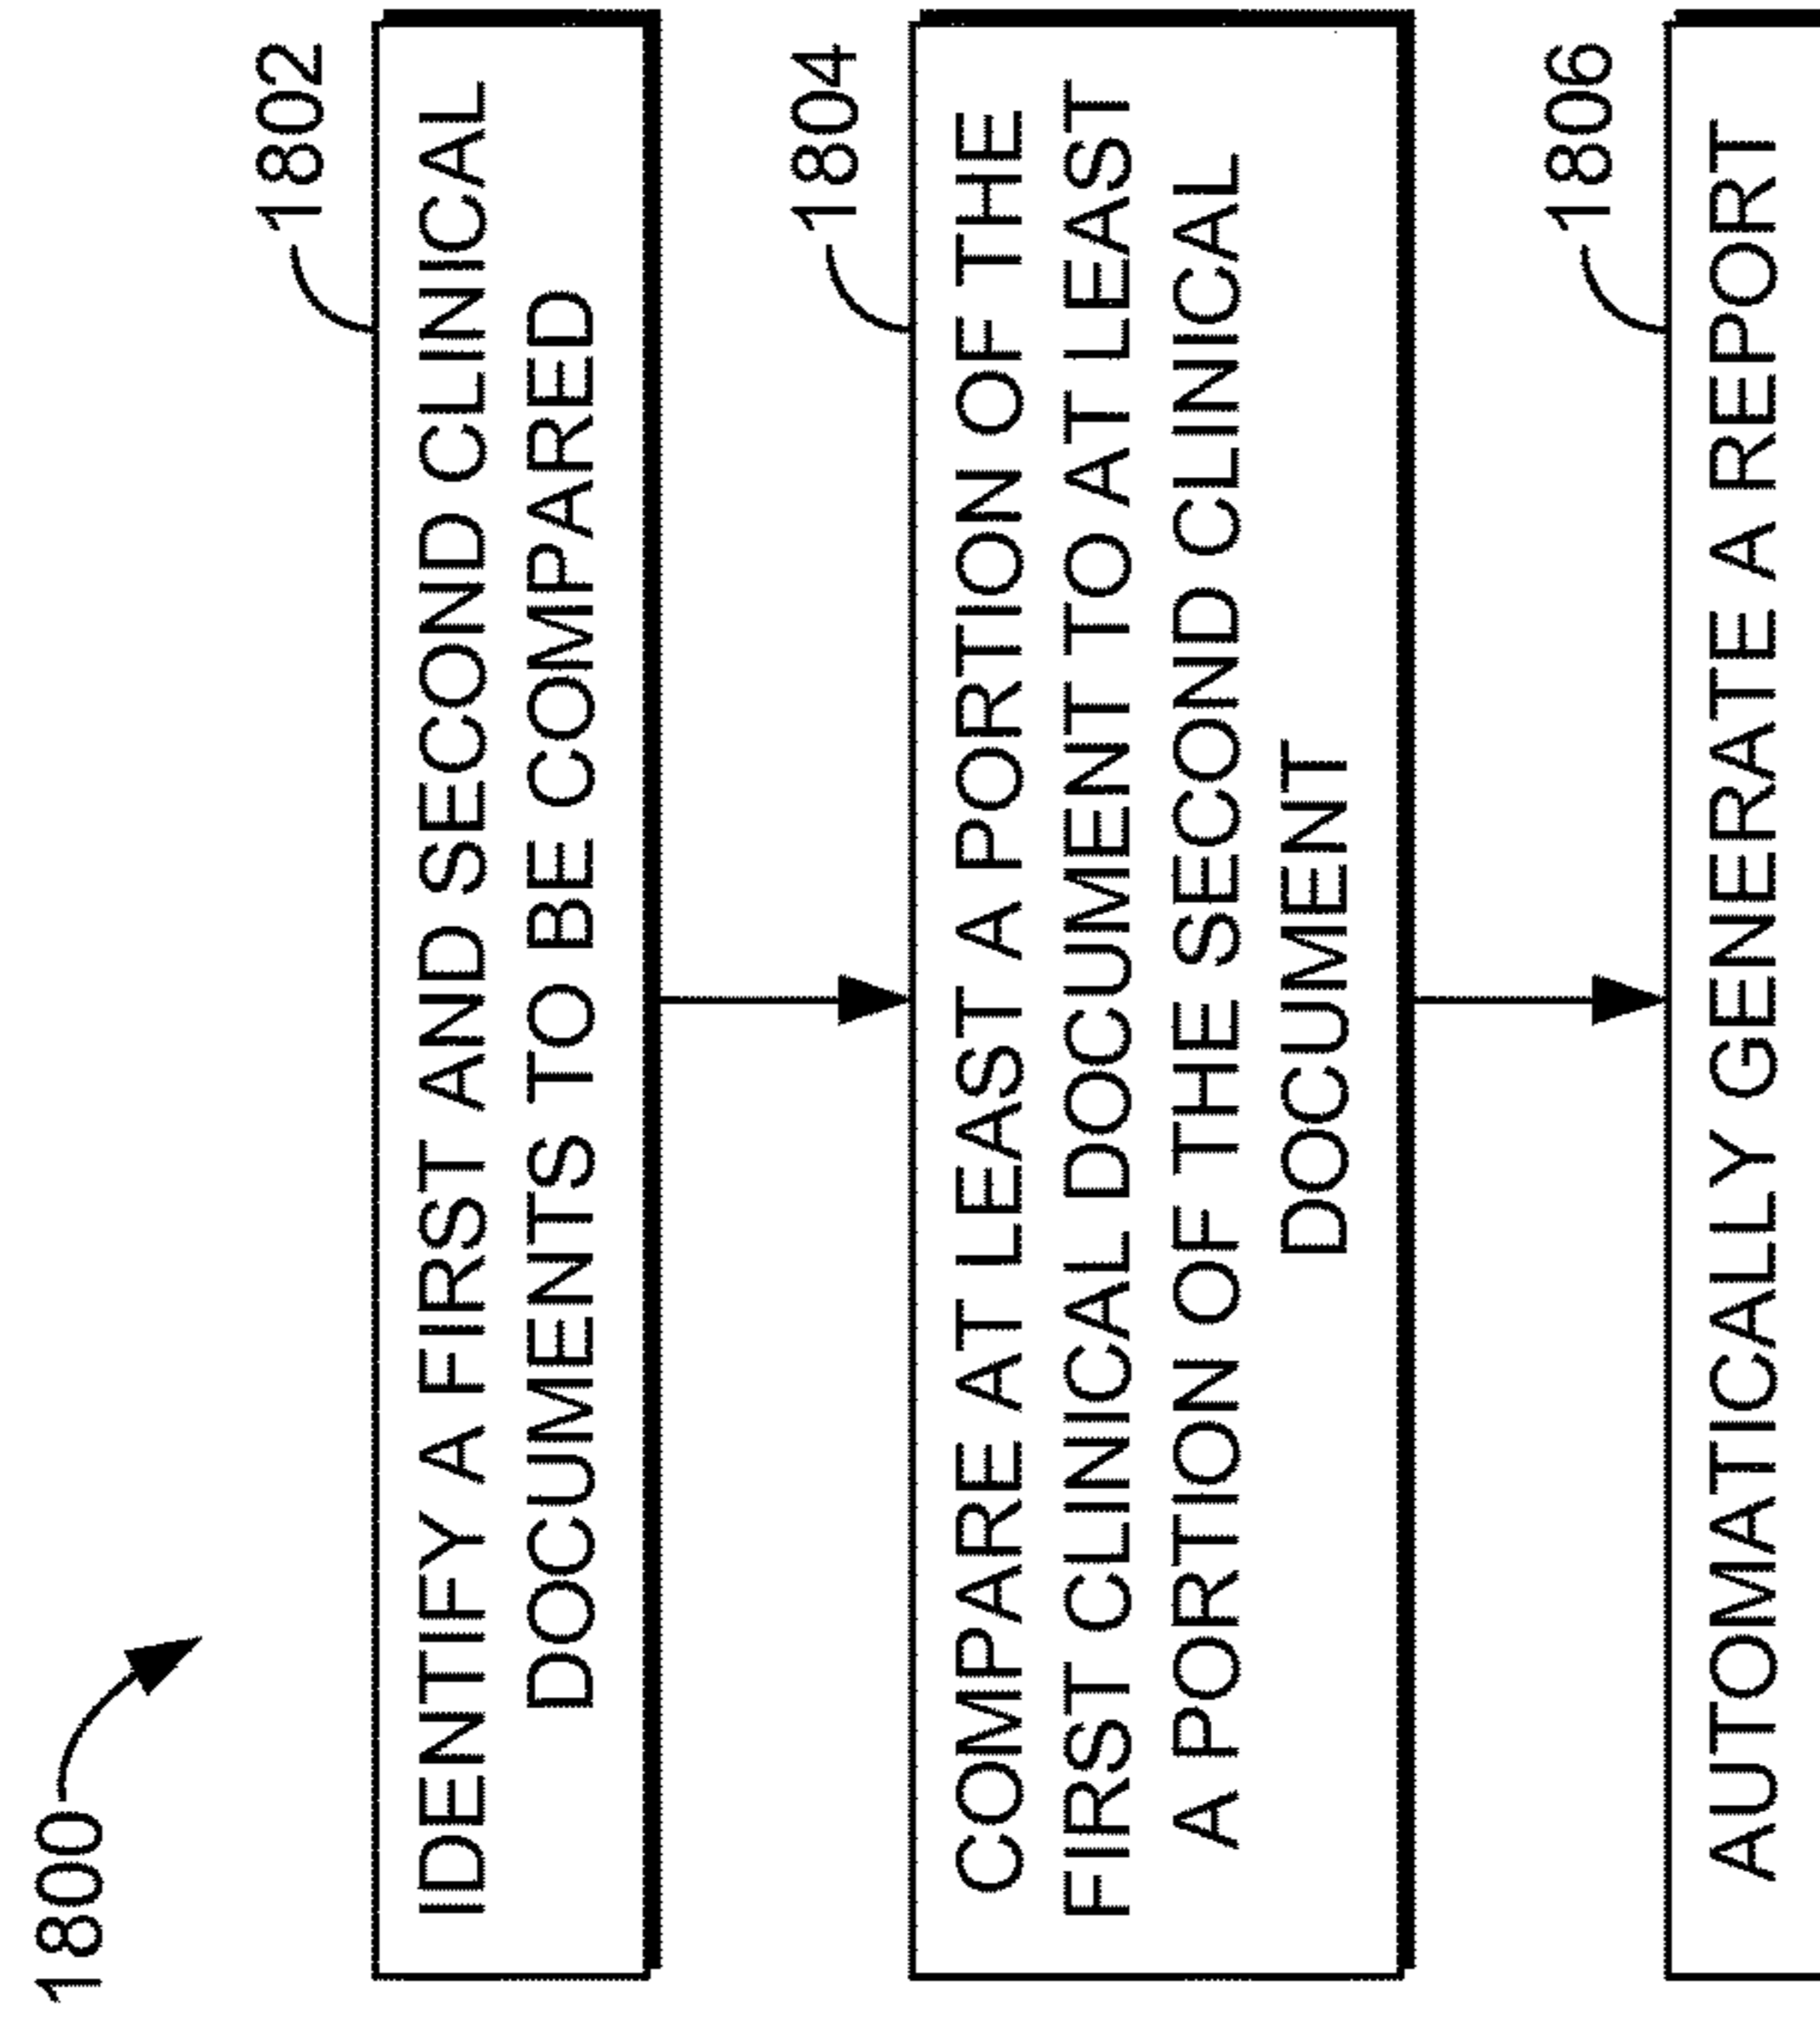 1800
1802
IDENTIFY A FIRST AND SECOND CLINICAL
DOCUMENTS TO BE COMPARED
1804
COMPARE AT LEAST A PORTION OF THE
FIRST CLINICAL DOCUMENT TO AT LEAST
A PORTION OF THE SECOND CLINICAL
DOCUMENT
1806
AUTOMATICALLY GENERATE A REPORT